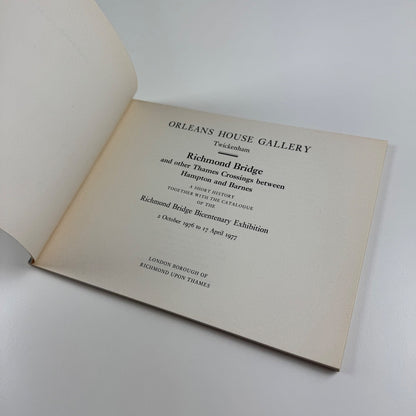 ORLEANS HOUSE GALLERY
Twickenham
Richmond Bridge
and other Thames Crossings between
Hampton and Barnes
A SHORT HISTORY
TOGETHER WITH THE CATALOGUE
OF THE
Richmond Bridge Bicentenary Exhibition
2 October 1976 to 17 April 1977
LONDON BOROUGH OF
RICHMOND UPON THAMES